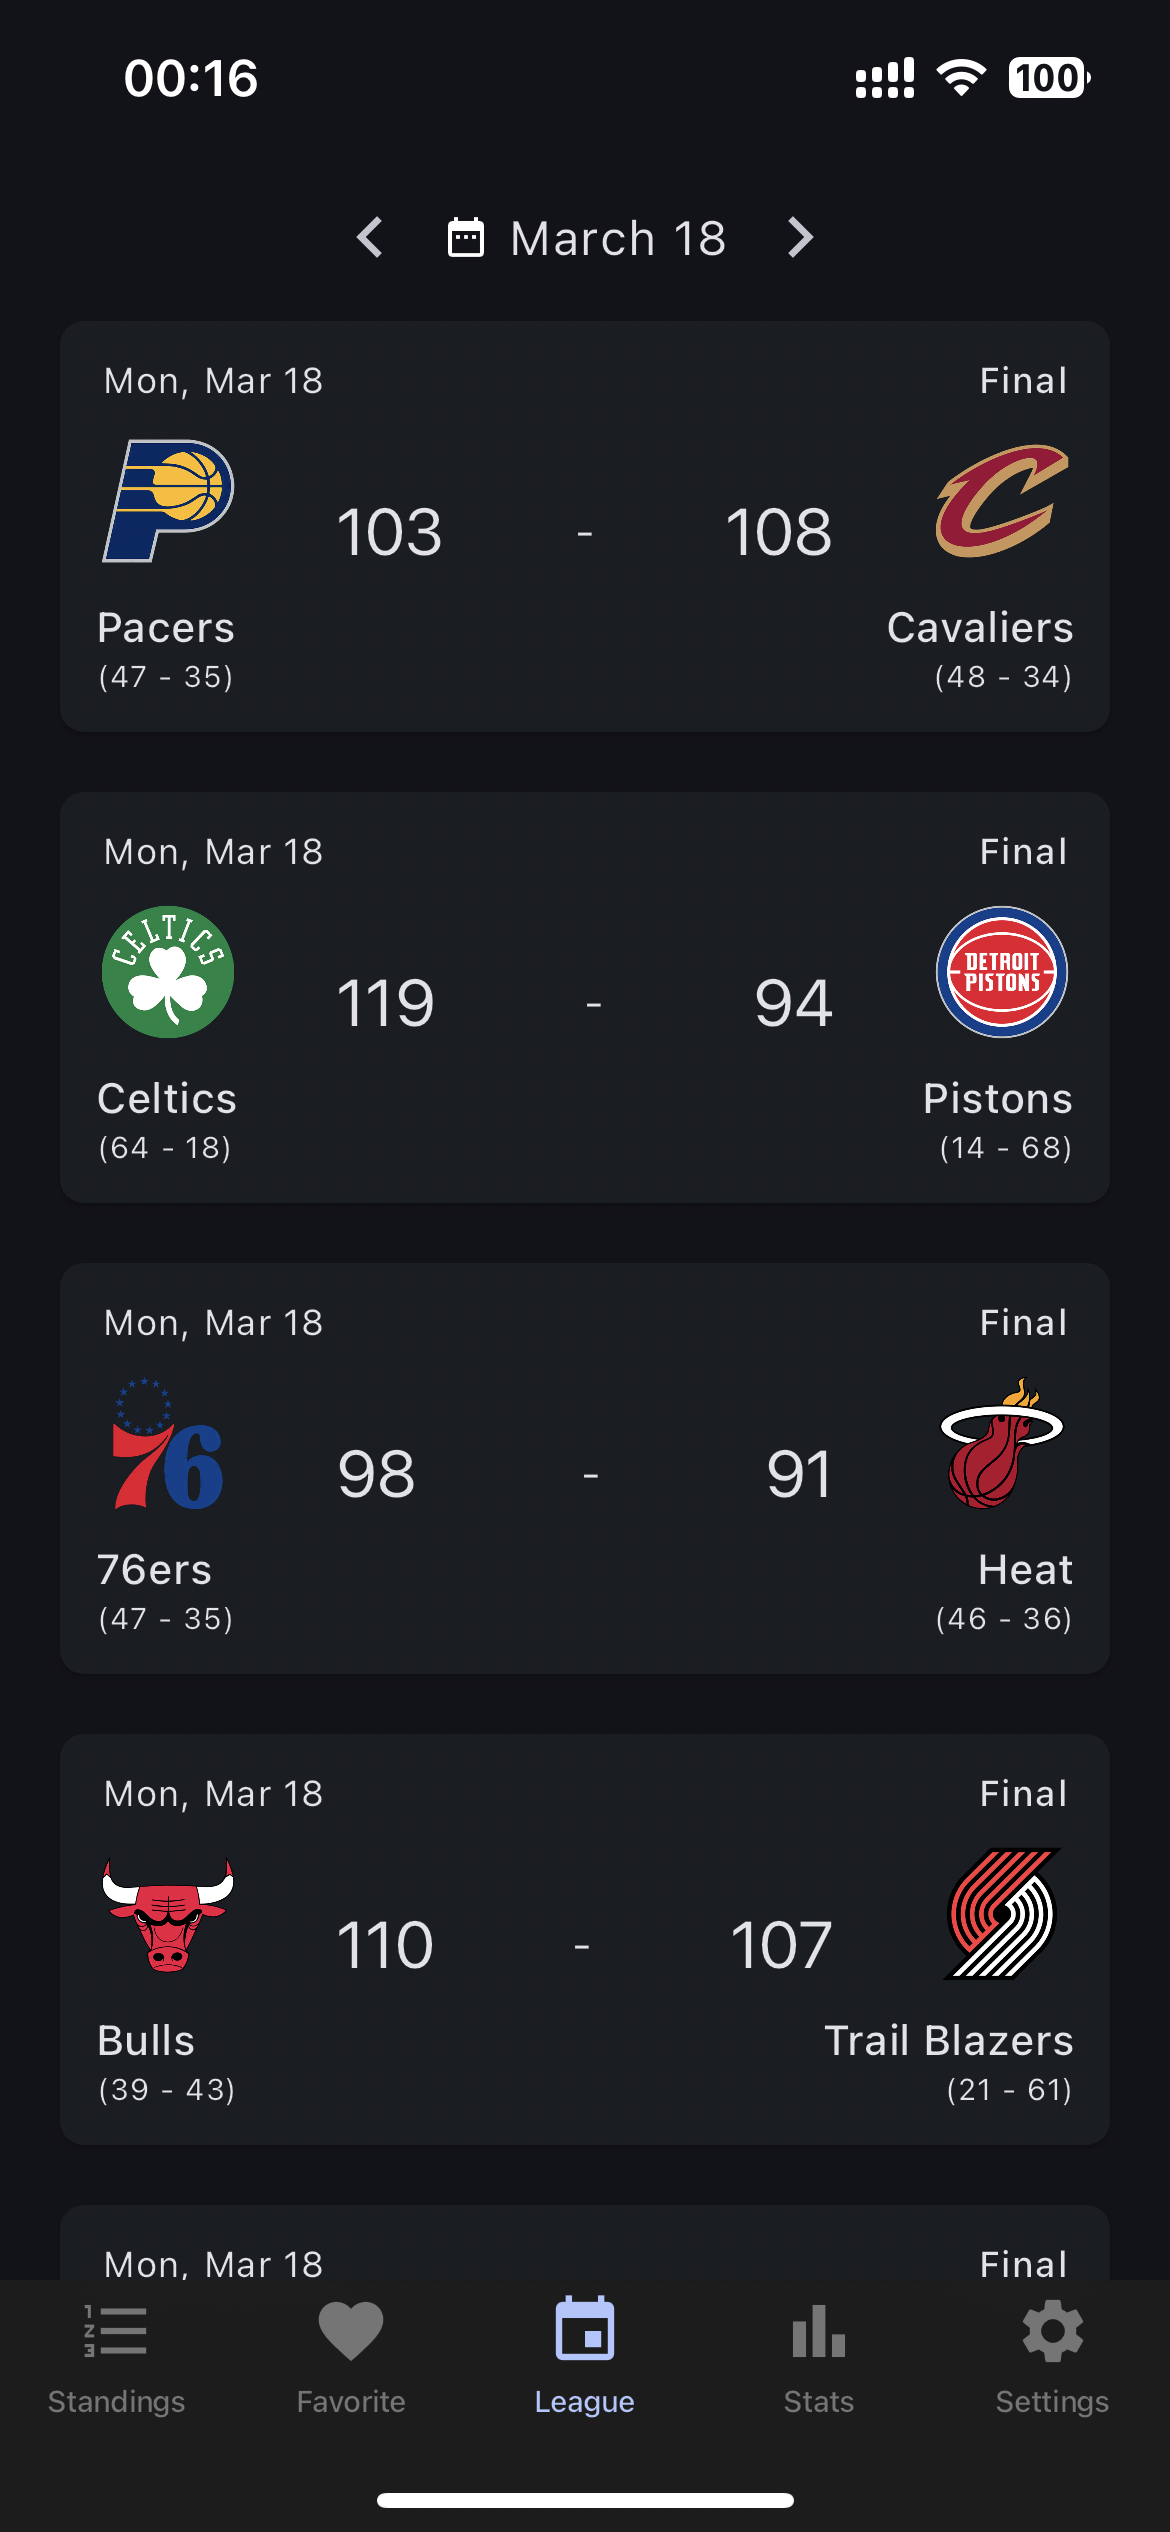 00:16 100
March 18
Mon, Mar 18 Final
103 - 108
Pacers Cavaliers
(47 - 35) (48 - 34)
Mon, Mar 18 Final
CELTICS
DETROIT
PISTONS
119 - 94
Celtics Pistons
(64 - 18) (14 - 68)
Mon, Mar 18 Final
76
98 - 91
76ers Heat
(47 - 35) (46 - 36)
Mon, Mar 18 Final
110 - 107
Bulls Trail Blazers
(39 - 43) (21 - 61)
Mon, Mar 18 Final
Standings Favorite League Stats Settings